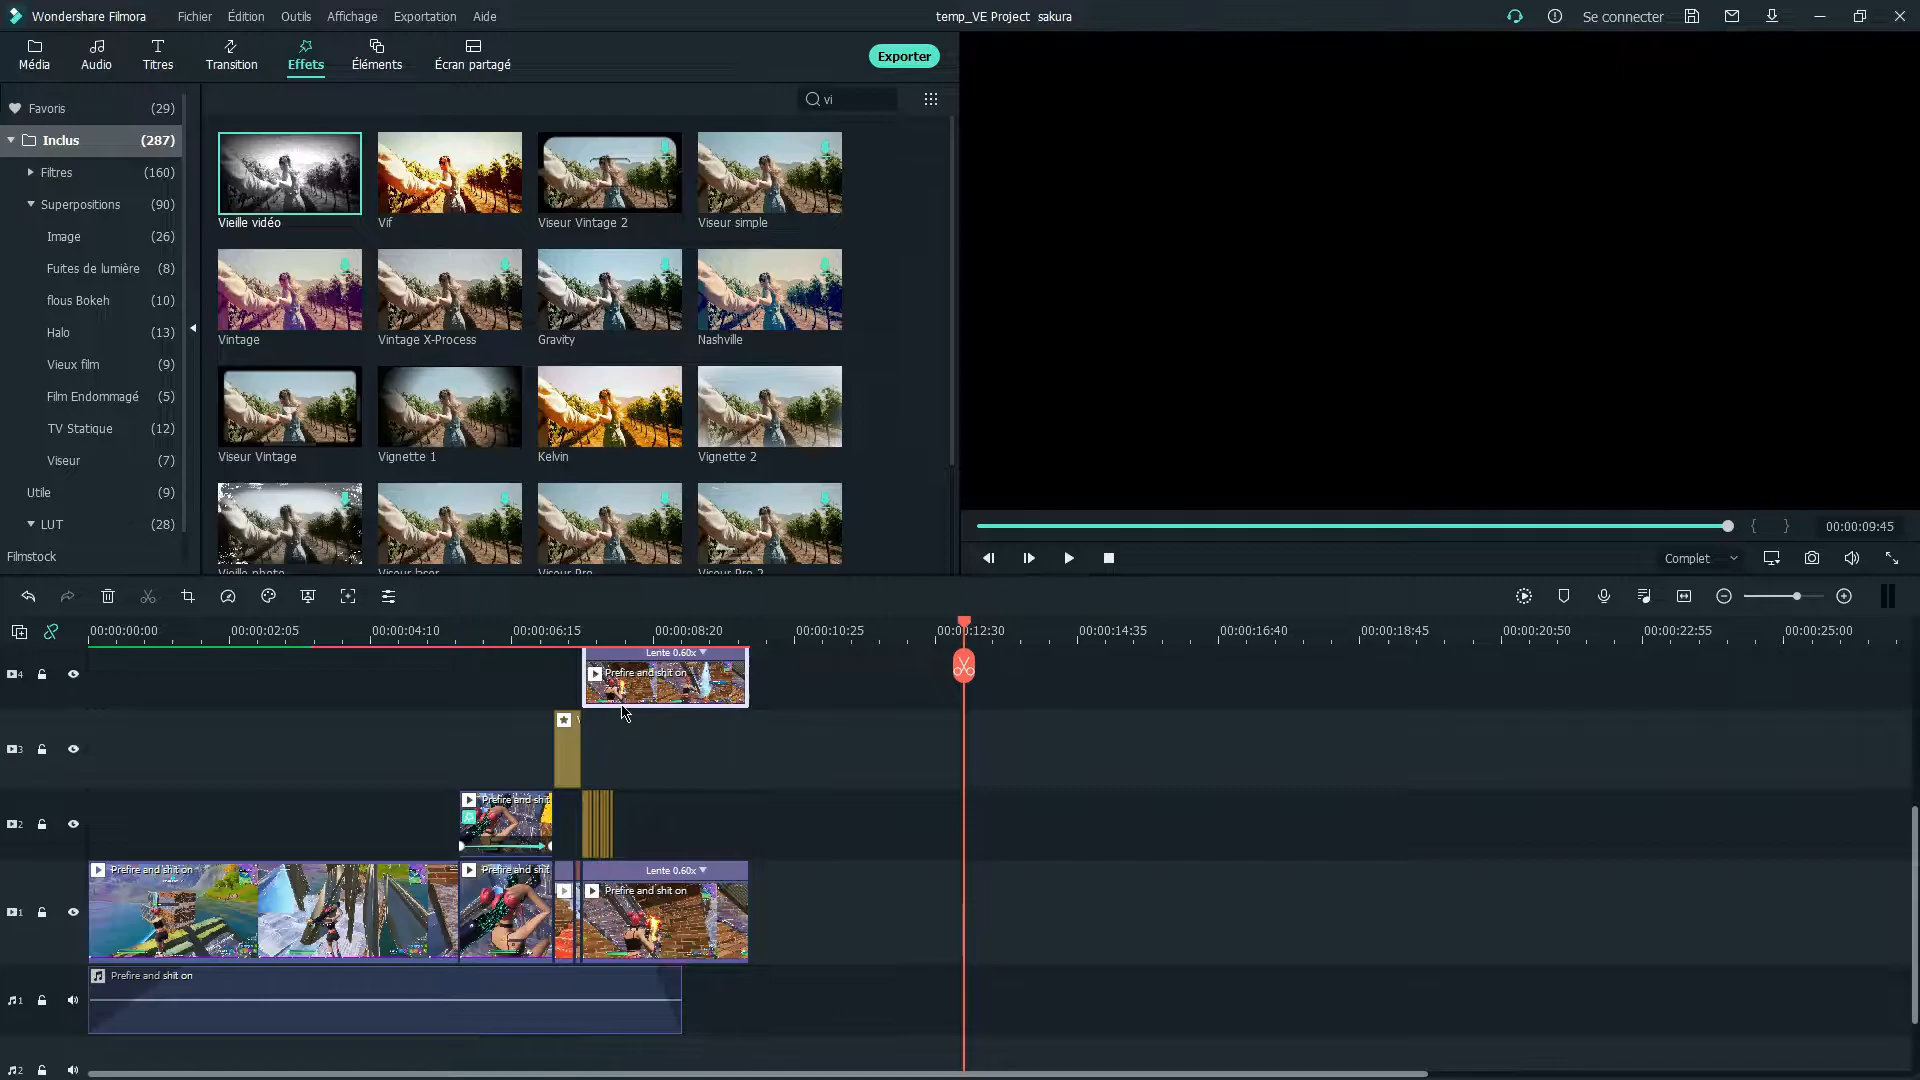 Wondershare Filmora
Fichier
Édition
Outils
Affichage
Exportation
Aide
temp_VE Project sakura
Se connecter
Média
Audio
Titres
Transition
Effets
Éléments
Écran partagé
Exporter
Favoris (29)
Inclus (287)
Filtres (160)
Superpositions (90)
Image (26)
Fuites de lumière (8)
flous Bokeh (10)
Halo (13)
Vieux film (9)
Film Endommagé (5)
TV Statique (12)
Viseur (7)
Utile (9)
LUT (28)
Filmstock
vi
Vieille vidéo
Vif
Viseur Vintage 2
Viseur simple
Vintage
Vintage X-Process
Gravity
Nashville
Viseur Vintage
Vignette 1
Kelvin
Vignette 2
Vieille photo
Viseur laser
Viseur Pro
Viseur Pro 2
00:00:09:45
Complet
00:00:00:00
00:00:02:05
00:00:04:10
00:00:06:15
00:00:08:20
00:00:10:25
00:00:12:30
00:00:14:35
00:00:16:40
00:00:18:45
00:00:20:50
00:00:22:55
00:00:25:00
4
Lente 0.60x
Prefire and shit on
3
2
Prefire and shit
1
Prefire and shit on
Prefire and shit
Lente 0.60x
Prefire and shit on
1
Prefire and shit on
2